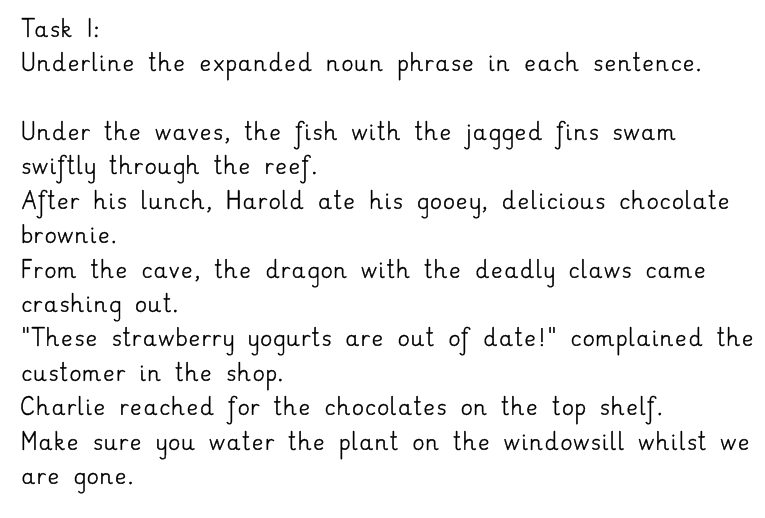 Task 1:
Underline the expanded noun phrase in each sentence.
Under the waves, the fish with the jagged fins swam
swiftly through the reef.
After his lunch, Harold ate his gooey, delicious chocolate
brownie.
From the cave, the dragon with the deadly claws came
crashing out.
"These strawberry yogurts are out of date!" complained the
customer in the shop.
Charlie reached for the chocolates on the top shelf.
Make sure you water the plant on the windowsill whilst we
are gone.